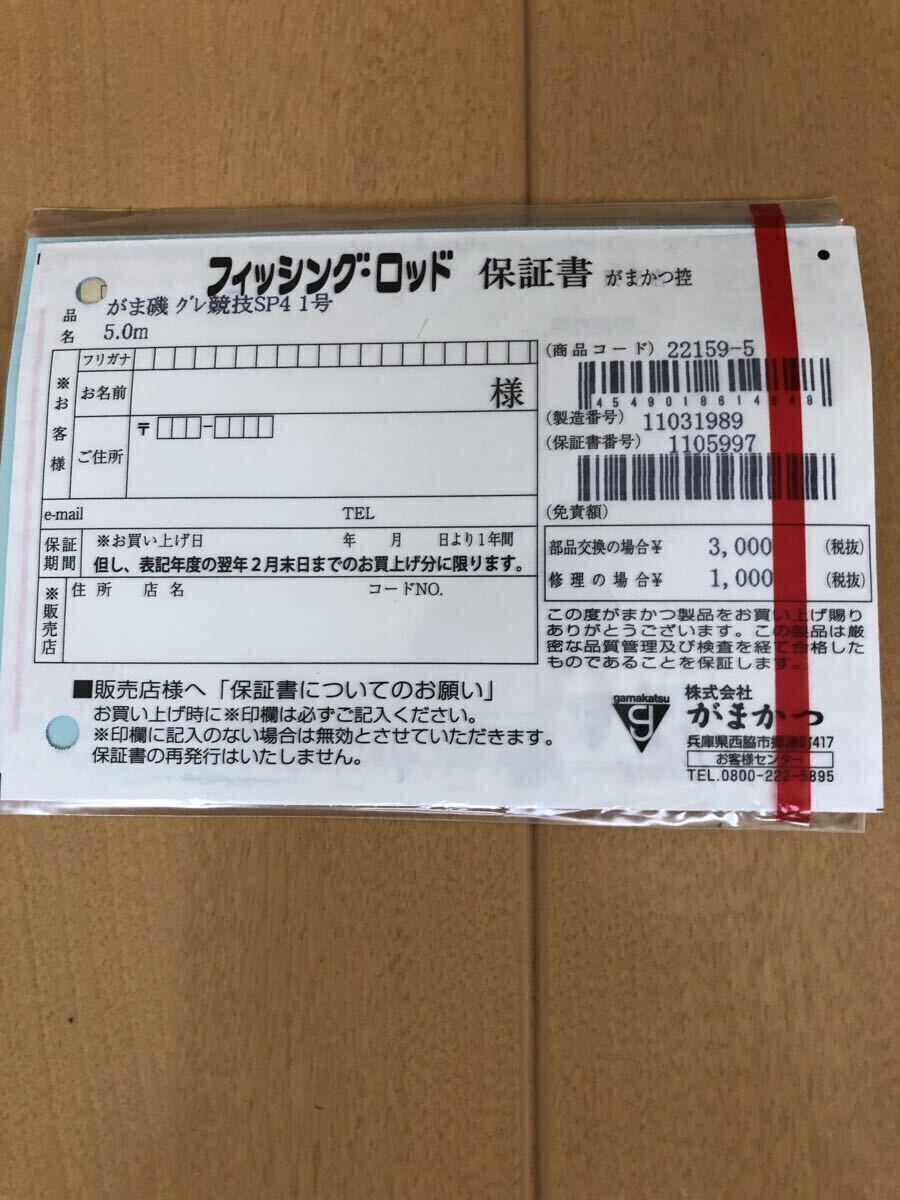 フィッシング・ロッド 保証書 がまかつ控
品名
がま磯 グレ競技SP4 1号
5.0m
フリガナ
※お客様
お名前
様
ご住所
〒 -
e-mail TEL
保証期間
※お買い上げ日 年 月 日より1年間
但し、表記年度の翌年2月末日までのお買上げ分に限ります。
※販売店
住所 店名 コードNO.
(商品コード) 22159-5
(製造番号) 11031989
(保証書番号) 1105997
(免責額)
部品交換の場合¥ 3,000 (税抜)
修理の場合¥ 1,000 (税抜)
この度がまかつ製品をお買い上げ賜り
ありがとうございます。この製品は厳
密な品質管理及び検査を経て合格した
ものであることを保証します。
■販売店様へ「保証書についてのお願い」
お買い上げ時に※印欄は必ずご記入ください。
※印欄に記入のない場合は無効とさせていただきます。
保証書の再発行はいたしません。
gamakatsu
g
株式会社
がまかつ
兵庫県西脇市郷瀬町417
お客様センター
TEL.0800-222-5895